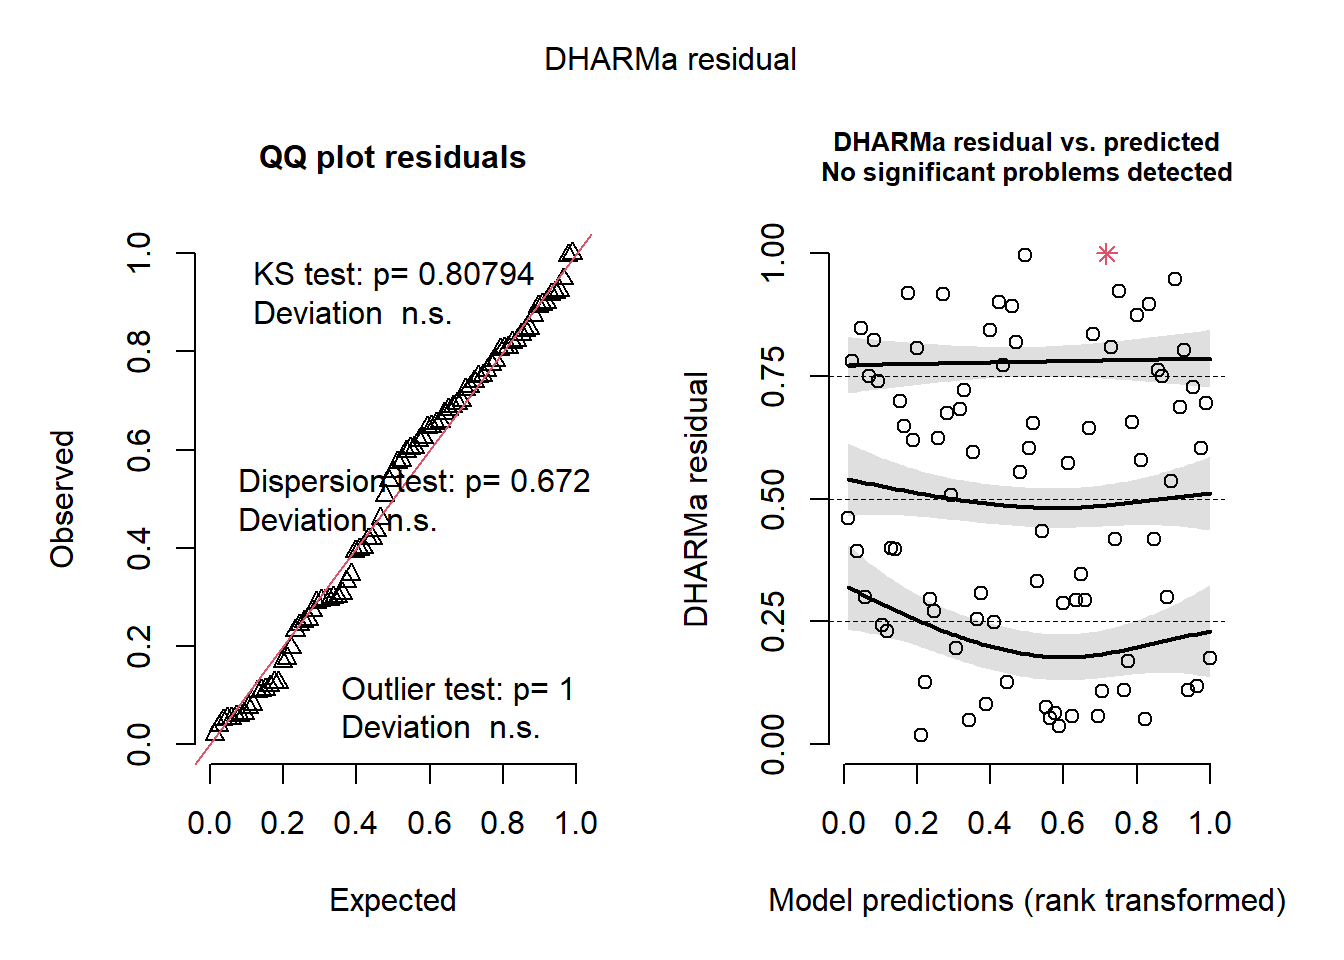 DHARMa residual
QQ plot residuals
KS test: p= 0.80794
Deviation  n.s.
Dispersion test: p= 0.672
Deviation  n.s.
Outlier test: p= 1
Deviation  n.s.
Observed
0.0 0.2 0.4 0.6 0.8 1.0
0.0 0.2 0.4 0.6 0.8 1.0
Expected
DHARMa residual vs. predicted
No significant problems detected
DHARMa residual
0.00 0.25 0.50 0.75 1.00
0.0 0.2 0.4 0.6 0.8 1.0
Model predictions (rank transformed)